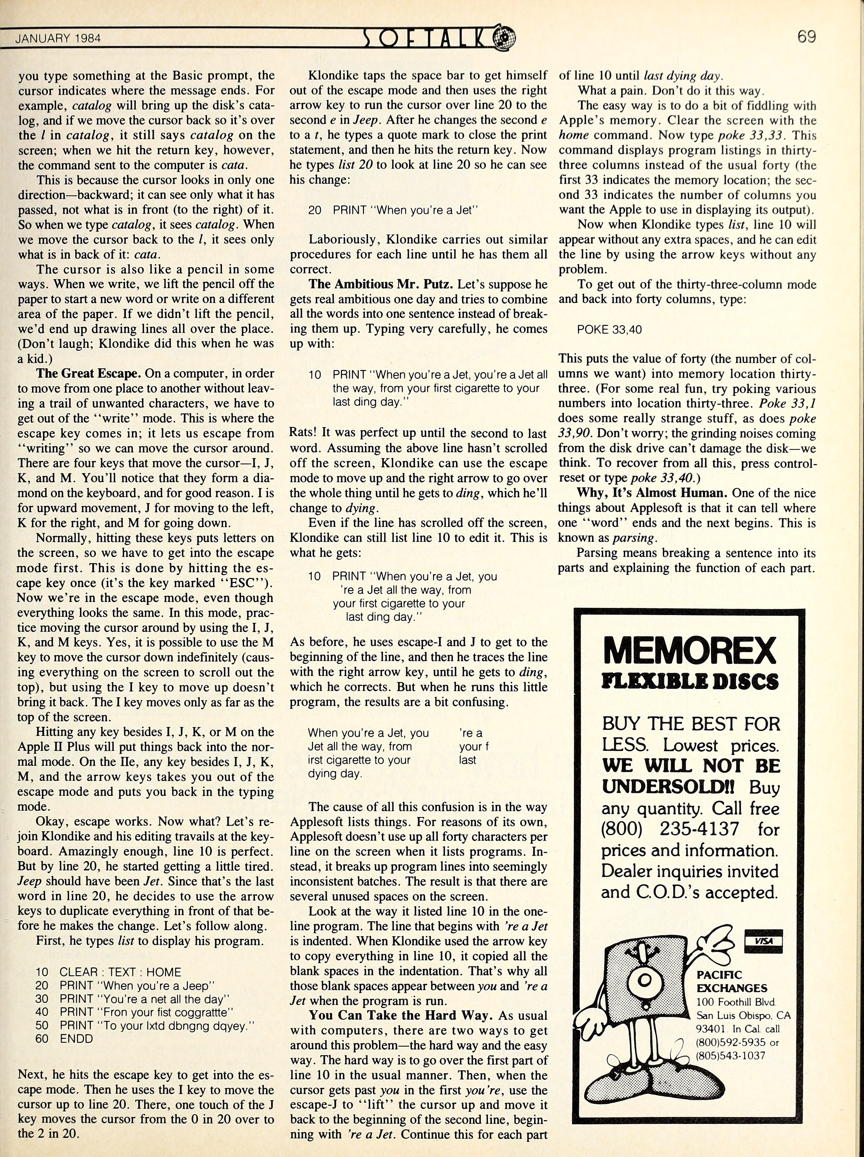 JANUARY 1984
SOFTALK
69
you type something at the Basic prompt, the
cursor indicates where the message ends. For
example, catalog will bring up the disk's cata-
log, and if we move the cursor back so it's over
the l in catalog, it still says catalog on the
screen; when we hit the return key, however,
the command sent to the computer is cata.
This is because the cursor looks in only one
direction—backward; it can see only what it has
passed, not what is in front (to the right) of it.
So when we type catalog, it sees catalog. When
we move the cursor back to the l, it sees only
what is in back of it: cata.
The cursor is also like a pencil in some
ways. When we write, we lift the pencil off the
paper to start a new word or write on a different
area of the paper. If we didn't lift the pencil,
we'd end up drawing lines all over the place.
(Don't laugh; Klondike did this when he was
a kid.)
The Great Escape. On a computer, in order
to move from one place to another without leav-
ing a trail of unwanted characters, we have to
get out of the "write" mode. This is where the
escape key comes in; it lets us escape from
"writing" so we can move the cursor around.
There are four keys that move the cursor—I, J,
K, and M. You'll notice that they form a dia-
mond on the keyboard, and for good reason. I is
for upward movement, J for moving to the left,
K for the right, and M for going down.
Normally, hitting these keys puts letters on
the screen, so we have to get into the escape
mode first. This is done by hitting the es-
cape key once (it's the key marked "ESC").
Now we're in the escape mode, even though
everything looks the same. In this mode, prac-
tice moving the cursor around by using the I, J,
K, and M keys. Yes, it is possible to use the M
key to move the cursor down indefinitely (caus-
ing everything on the screen to scroll out the
top), but using the I key to move up doesn't
bring it back. The I key moves only as far as the
top of the screen.
Hitting any key besides I, J, K, or M on the
Apple II Plus will put things back into the nor-
mal mode. On the IIe, any key besides I, J, K,
M, and the arrow keys takes you out of the
escape mode and puts you back in the typing
mode.
Okay, escape works. Now what? Let's re-
join Klondike and his editing travails at the key-
board. Amazingly enough, line 10 is perfect.
But by line 20, he started getting a little tired.
Jeep should have been Jet. Since that's the last
word in line 20, he decides to use the arrow
keys to duplicate everything in front of that be-
fore he makes the change. Let's follow along.
First, he types list to display his program.
10 CLEAR : TEXT : HOME
20 PRINT "When you're a Jeep"
30 PRINT "You're a net all the day"
40 PRINT "Fron your fist coggrattte"
50 PRINT "To your lxtd dbngng dqyey."
60 ENDD
Next, he hits the escape key to get into the es-
cape mode. Then he uses the I key to move the
cursor up to line 20. There, one touch of the J
key moves the cursor from the 0 in 20 over to
the 2 in 20.
Klondike taps the space bar to get himself
out of the escape mode and then uses the right
arrow key to run the cursor over line 20 to the
second e in Jeep. After he changes the second e
to a t, he types a quote mark to close the print
statement, and then he hits the return key. Now
he types list 20 to look at line 20 so he can see
his change:
20 PRINT "When you're a Jet"
Laboriously, Klondike carries out similar
procedures for each line until he has them all
correct.
The Ambitious Mr. Putz. Let's suppose he
gets real ambitious one day and tries to combine
all the words into one sentence instead of break-
ing them up. Typing very carefully, he comes
up with:
10 PRINT "When you're a Jet, you're a Jet all
the way, from your first cigarette to your
last ding day."
Rats! It was perfect up until the second to last
word. Assuming the above line hasn't scrolled
off the screen, Klondike can use the escape
mode to move up and the right arrow to go over
the whole thing until he gets to ding, which he'll
change to dying.
Even if the line has scrolled off the screen,
Klondike can still list line 10 to edit it. This is
what he gets:
10 PRINT "When you're a Jet, you
're a Jet all the way, from
your first cigarette to your
last ding day."
As before, he uses escape-I and J to get to the
beginning of the line, and then he traces the line
with the right arrow key, until he gets to ding,
which he corrects. But when he runs this little
program, the results are a bit confusing.
When you're a Jet, you 're a
Jet all the way, from your f
irst cigarette to your last
dying day.
The cause of all this confusion is in the way
Applesoft lists things. For reasons of its own,
Applesoft doesn't use up all forty characters per
line on the screen when it lists programs. In-
stead, it breaks up program lines into seemingly
inconsistent batches. The result is that there are
several unused spaces on the screen.
Look at the way it listed line 10 in the one-
line program. The line that begins with 're a Jet
is indented. When Klondike used the arrow key
to copy everything in line 10, it copied all the
blank spaces in the indentation. That's why all
those blank spaces appear between you and 're a
Jet when the program is run.
You Can Take the Hard Way. As usual
with computers, there are two ways to get
around this problem—the hard way and the easy
way. The hard way is to go over the first part of
line 10 in the usual manner. Then, when the
cursor gets past you in the first you're, use the
escape-J to "lift" the cursor up and move it
back to the beginning of the second line, begin-
ning with 're a Jet. Continue this for each part
of line 10 until last dying day.
What a pain. Don't do it this way.
The easy way is to do a bit of fiddling with
Apple's memory. Clear the screen with the
home command. Now type poke 33,33. This
command displays program listings in thirty-
three columns instead of the usual forty (the
first 33 indicates the memory location; the sec-
ond 33 indicates the number of columns you
want the Apple to use in displaying its output).
Now when Klondike types list, line 10 will
appear without any extra spaces, and he can edit
the line by using the arrow keys without any
problem.
To get out of the thirty-three-column mode
and back into forty columns, type:
POKE 33,40
This puts the value of forty (the number of col-
umns we want) into memory location thirty-
three. (For some real fun, try poking various
numbers into location thirty-three. Poke 33,1
does some really strange stuff, as does poke
33,90. Don't worry; the grinding noises coming
from the disk drive can't damage the disk—we
think. To recover from all this, press control-
reset or type poke 33,40.)
Why, It's Almost Human. One of the nice
things about Applesoft is that it can tell where
one "word" ends and the next begins. This is
known as parsing.
Parsing means breaking a sentence into its
parts and explaining the function of each part.
MEMOREX
FLEXIBLE DISCS
BUY THE BEST FOR
LESS. Lowest prices.
WE WILL NOT BE
UNDERSOLD!! Buy
any quantity. Call free
(800) 235-4137 for
prices and information.
Dealer inquiries invited
and C.O.D.'s accepted.
VISA
PACIFIC
EXCHANGES
100 Foothill Blvd.
San Luis Obispo, CA
93401. In Cal. call
(800)592-5935 or
(805)543-1037